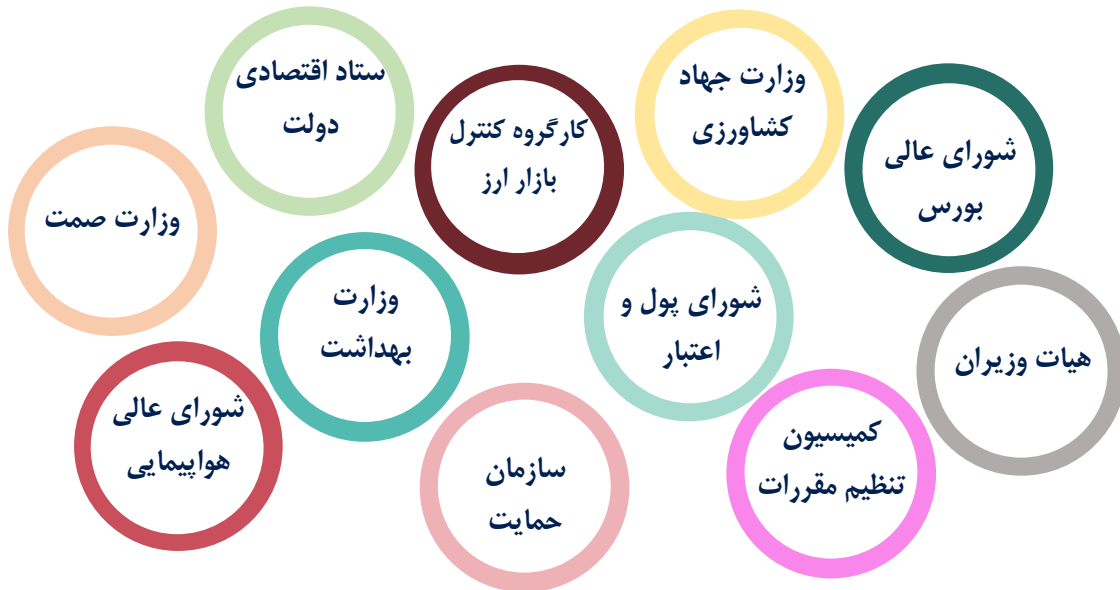 ستاد اقتصادی
دولت
وزارت جهاد
کشاورزی
کارگروه کنترل
بازار ارز
شورای عالی
بورس
وزارت صمت
وزارت
بهداشت
شورای پول و
اعتبار
هیات وزیران
شورای عالی
هواپیمایی
سازمان
حمایت
کمیسیون
تنظیم مقررات